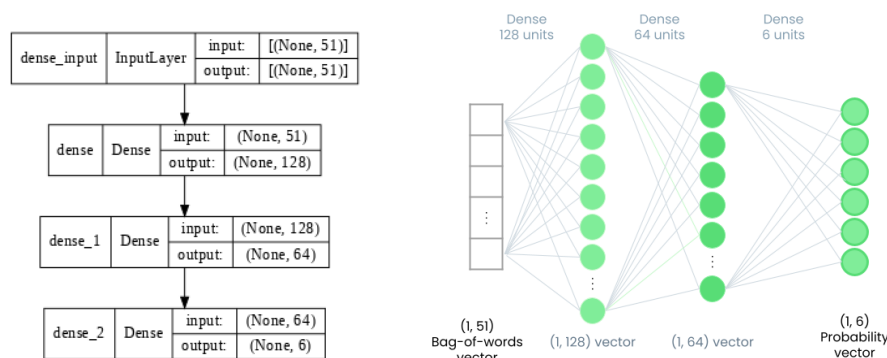 dense_input InputLayer input: [(None, 51)]
output: [(None, 51)]
dense Dense input: (None, 51)
output: (None, 128)
dense_1 Dense input: (None, 128)
output: (None, 64)
dense_2 Dense input: (None, 64)
output: (None, 6)
Dense
128 units
Dense
64 units
Dense
6 units
(1, 51)
Bag-of-words
vector
(1, 128) vector
(1, 64) vector
(1, 6)
Probability
vector